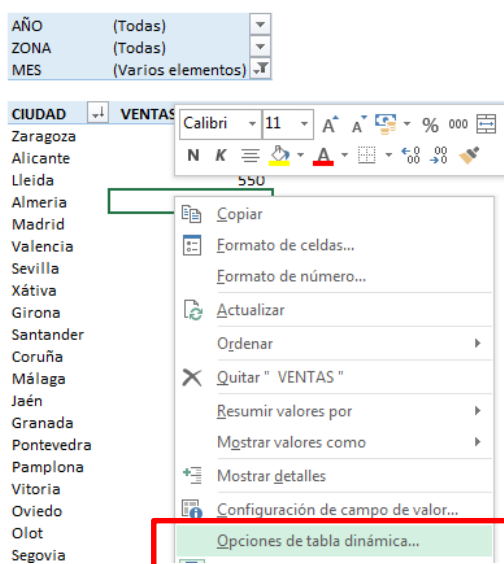 AÑO (Todas)
ZONA (Todas)
MES (Varios elementos)
CIUDAD VENTAS
Calibri 11 A A % 000
N K A
Zaragoza
Alicante
Lleida 550
Almeria
Madrid
Valencia
Sevilla
Xátiva
Girona
Santander
Coruña
Málaga
Jaén
Granada
Pontevedra
Pamplona
Vitoria
Oviedo
Olot
Segovia
Copiar
Formato de celdas...
Formato de número...
Actualizar
Ordenar
Quitar " VENTAS "
Resumir valores por
Mostrar valores como
Mostrar detalles
Configuración de campo de valor...
Opciones de tabla dinámica...